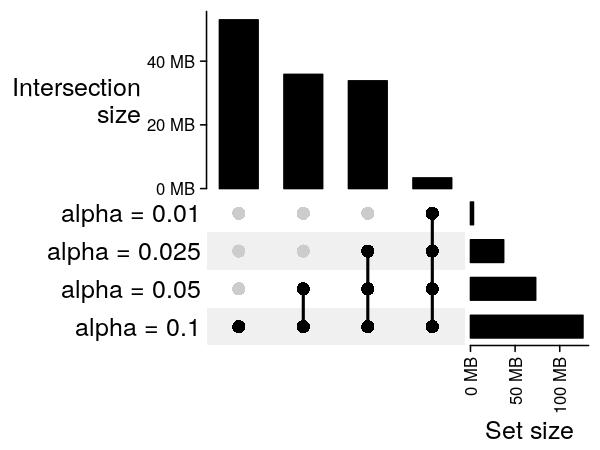 40 MB
Intersection
size
20 MB
0 MB
alpha = 0.01
alpha = 0.025
alpha = 0.05
alpha = 0.1
0 MB
50 MB
100 MB
Set size